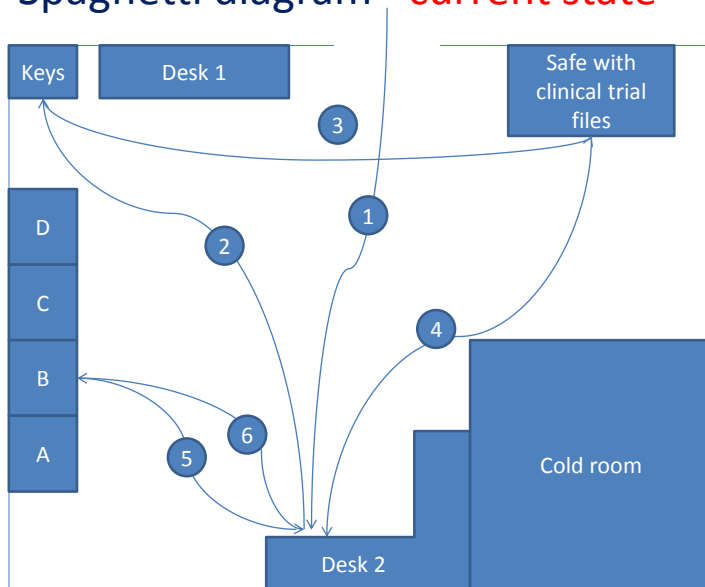 Spaghetti diagram – current state
Keys
Desk 1
Safe with
clinical trial
files
3
1
2
D
C
B
A
4
6
5
Cold room
Desk 2